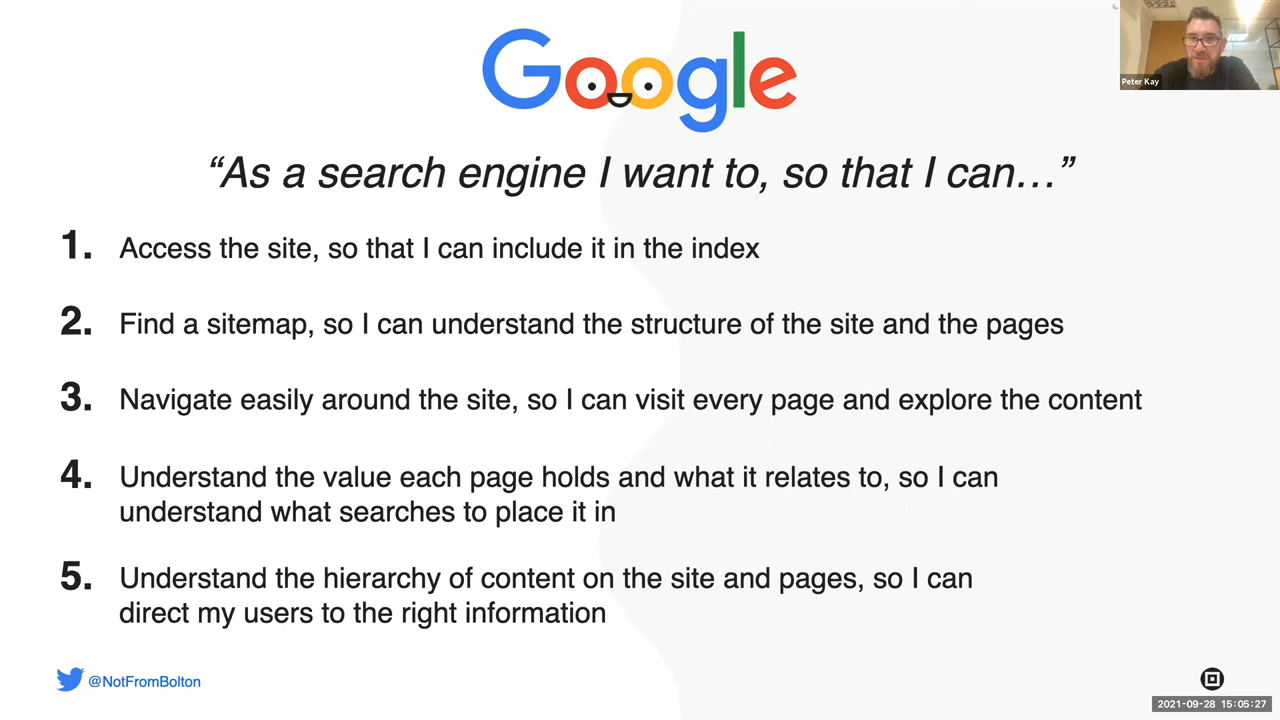 Google
Peter Kay
“As a search engine I want to, so that I can…”
1. Access the site, so that I can include it in the index
2. Find a sitemap, so I can understand the structure of the site and the pages
3. Navigate easily around the site, so I can visit every page and explore the content
4. Understand the value each page holds and what it relates to, so I can
understand what searches to place it in
5. Understand the hierarchy of content on the site and pages, so I can
direct my users to the right information
@NotFromBolton
2021-09-28 15:05:27